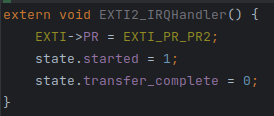 extern void EXTI2_IRQHandler() {
    EXTI->PR = EXTI_PR_PR2;
    state.started = 1;
    state.transfer_complete = 0;
}